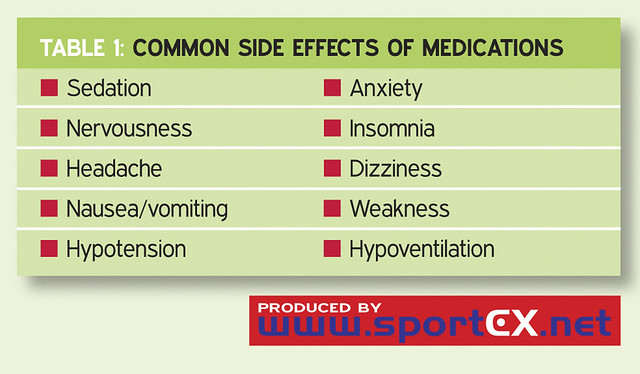 TABLE 1: COMMON SIDE EFFECTS OF MEDICATIONS
Sedation
Anxiety
Nervousness
Insomnia
Headache
Dizziness
Nausea/vomiting
Weakness
Hypotension
Hypoventilation
PRODUCED BY
www.sportEX.net